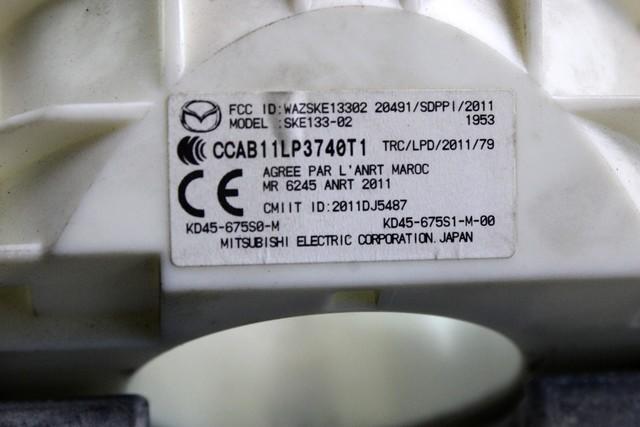 FCC ID:WAZSKE13302 20491/SDPPI/2011
MODEL:SKE133-02 1953
CCAB11LP3740T1 TRC/LPD/2011/79
AGREE PAR L'ANRT MAROC
MR 6245 ANRT 2011
CE
CMIIT ID:2011DJ5487
KD45-675S0-M KD45-675S1-M-00
MITSUBISHI ELECTRIC CORPORATION.JAPAN